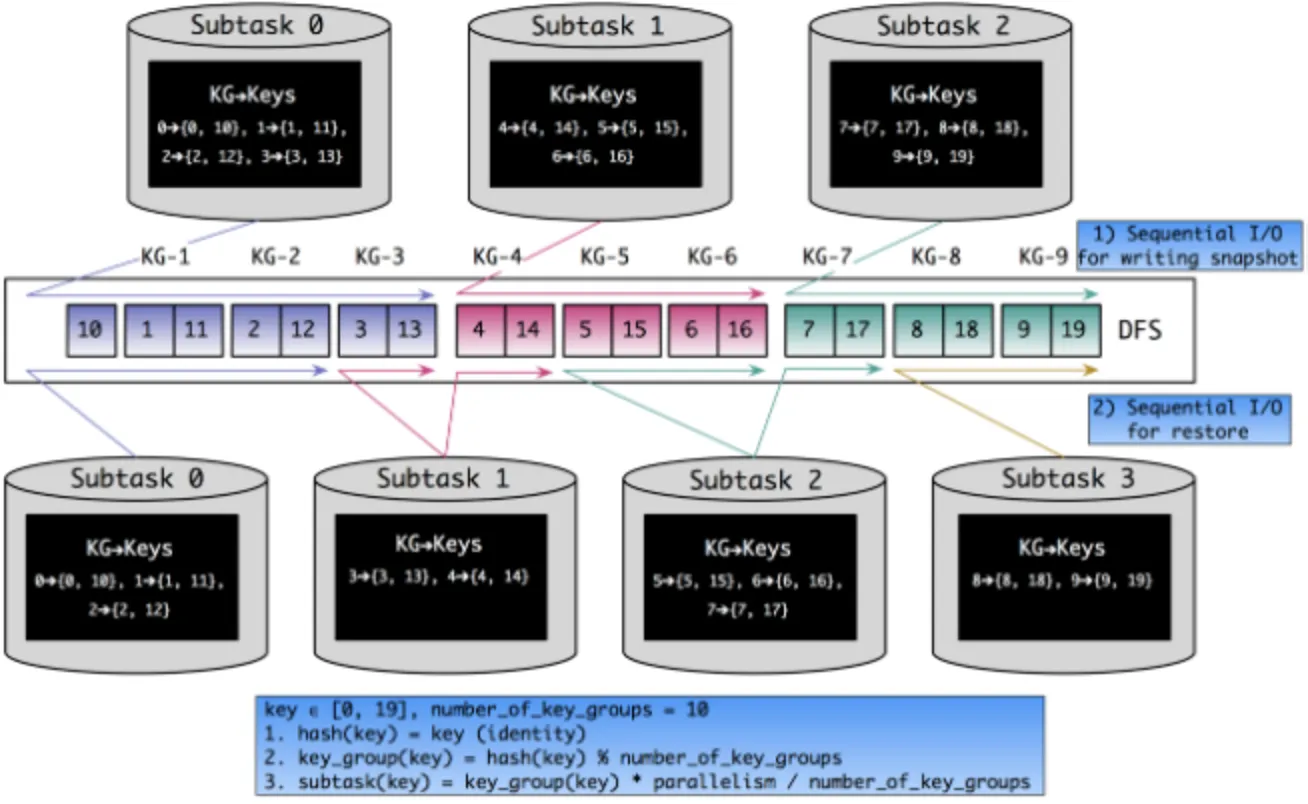 Subtask 0
Subtask 1
Subtask 2
KG→Keys
0→{0, 10}, 1→{1, 11},
2→{2, 12}, 3→{3, 13}
KG→Keys
4→{4, 14}, 5→{5, 15},
6→{6, 16}
KG→Keys
7→{7, 17}, 8→{8, 18},
9→{9, 19}
1) Sequential I/O
for writing snapshot
KG-1 KG-2 KG-3 KG-4 KG-5 KG-6 KG-7 KG-8 KG-9
10 1 11 2 12 3 13 4 14 5 15 6 16 7 17 8 18 9 19 DFS
2) Sequential I/O
for restore
Subtask 0
Subtask 1
Subtask 2
Subtask 3
KG→Keys
0→{0, 10}, 1→{1, 11},
2→{2, 12}
KG→Keys
3→{3, 13}, 4→{4, 14}
KG→Keys
5→{5, 15}, 6→{6, 16},
7→{7, 17}
KG→Keys
8→{8, 18}, 9→{9, 19}
key ∈ [0, 19], number_of_key_groups = 10
1. hash(key) = key (identity)
2. key_group(key) = hash(key) % number_of_key_groups
3. subtask(key) = key_group(key) * parallelism / number_of_key_groups